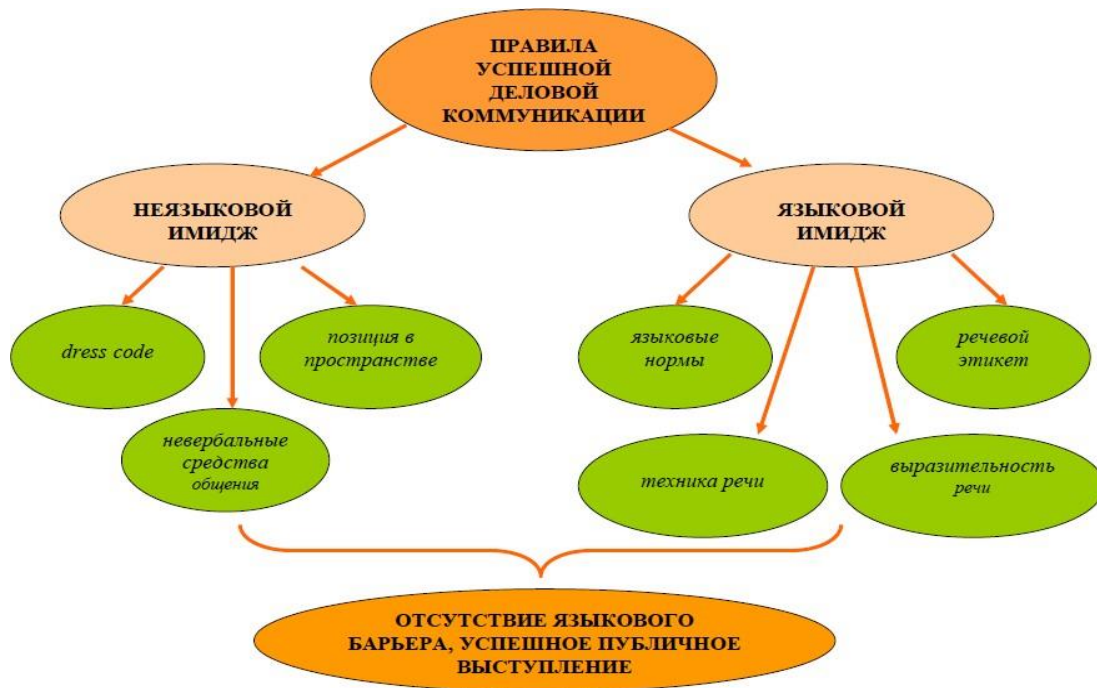 ПРАВИЛА
УСПЕШНОЙ
ДЕЛОВОЙ
КОММУНИКАЦИИ
НЕЯЗЫКОВОЙ
ИМИДЖ
ЯЗЫКОВОЙ
ИМИДЖ
dress code
позиция в
пространстве
языковые
нормы
речевой
этикет
невербальные
средства
общения
техника речи
выразительность
речи
ОТСУТСТВИЕ ЯЗЫКОВОГО
БАРЬЕРА, УСПЕШНОЕ ПУБЛИЧНОЕ
ВЫСТУПЛЕНИЕ